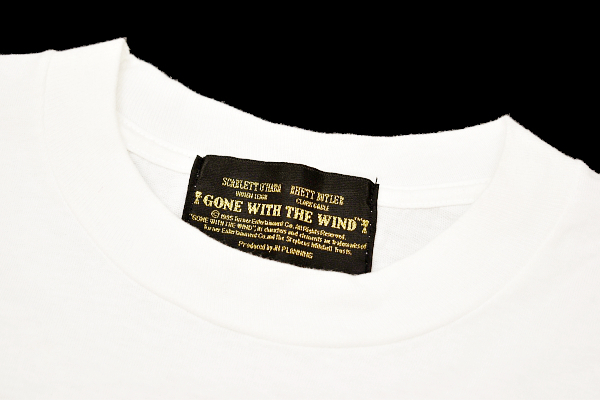 SCARLETT O'HARA RHETT BUTLER
VIVIEN LEIGH CLARK GABLE
GONE WITH THE WIND™
© 1995 Turner Entertainment Co. All Rights Reserved.
"GONE WITH THE WIND", its characters and elements are trademarks of
Turner Entertainment Co. and the Stephens Mitchell Trusts.
Produced by JH PLANNING